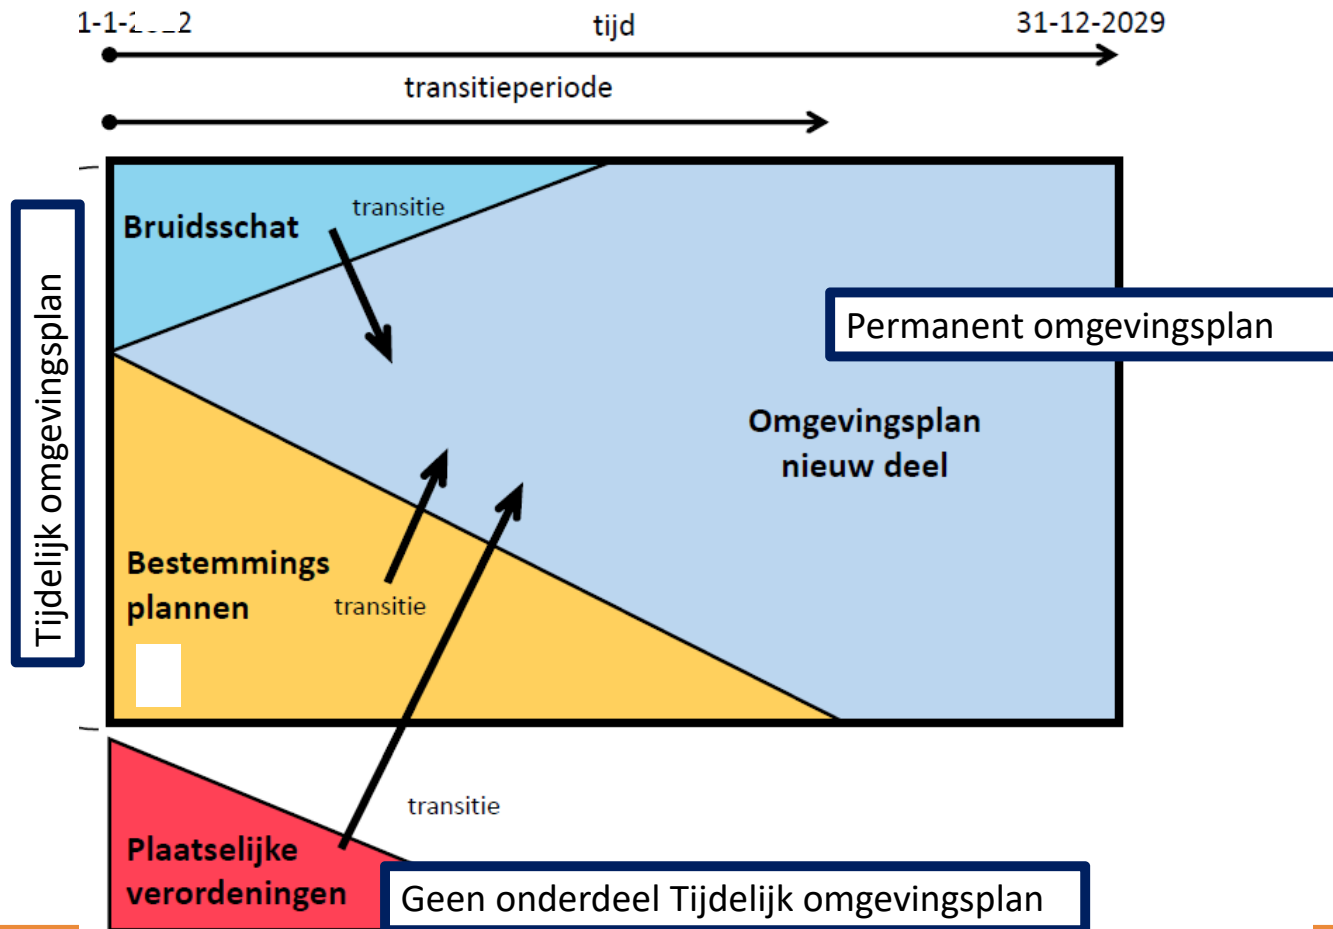 tijd
31-12-2029
transitieperiode
Bruidsschat
transitie
Tijdelijk omgevingsplan
Permanent omgevingsplan
Omgevingsplan
nieuw deel
Bestemmings
plannen
transitie
transitie
Plaatselijke
verordeningen
Geen onderdeel Tijdelijk omgevingsplan